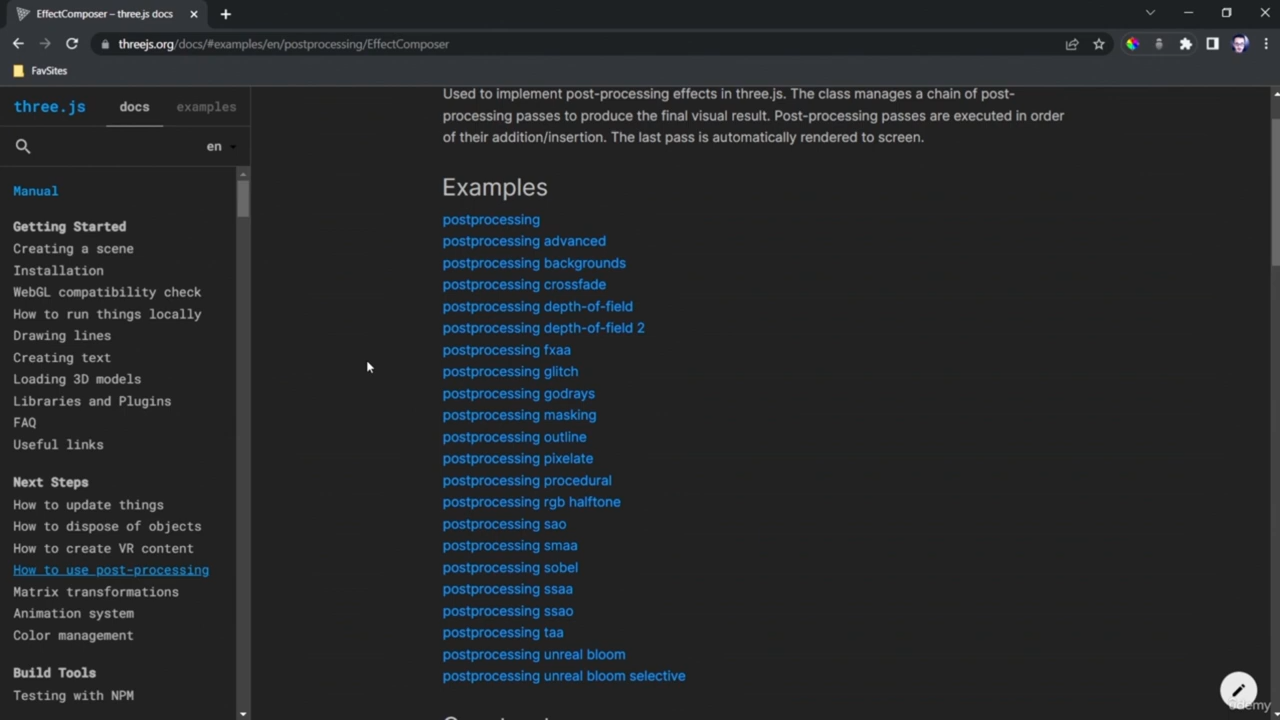 EffectComposer – three.js docs
threejs.org/docs/#examples/en/postprocessing/EffectComposer
FavSites
three.js
docs
examples
en
Manual
Getting Started
Creating a scene
Installation
WebGL compatibility check
How to run things locally
Drawing lines
Creating text
Loading 3D models
Libraries and Plugins
FAQ
Useful links
Next Steps
How to update things
How to dispose of objects
How to create VR content
How to use post-processing
Matrix transformations
Animation system
Color management
Build Tools
Testing with NPM
Used to implement post-processing effects in three.js. The class manages a chain of post-
processing passes to produce the final visual result. Post-processing passes are executed in order
of their addition/insertion. The last pass is automatically rendered to screen.
Examples
postprocessing
postprocessing advanced
postprocessing backgrounds
postprocessing crossfade
postprocessing depth-of-field
postprocessing depth-of-field 2
postprocessing fxaa
postprocessing glitch
postprocessing godrays
postprocessing masking
postprocessing outline
postprocessing pixelate
postprocessing procedural
postprocessing rgb halftone
postprocessing sao
postprocessing smaa
postprocessing sobel
postprocessing ssaa
postprocessing ssao
postprocessing taa
postprocessing unreal bloom
postprocessing unreal bloom selective
ûdemy